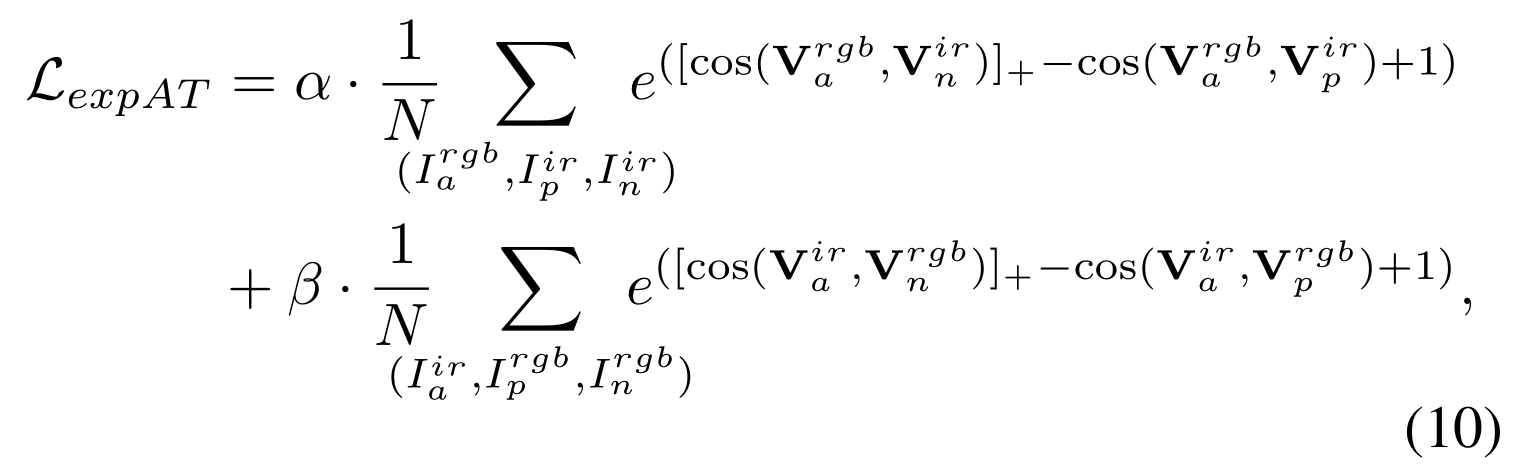 $\mathcal{L}_{expAT} = \alpha \cdot \frac{1}{N} \sum_{(I_a^{rgb}, I_p^{ir}, I_n^{ir})} e^{([\cos(\mathbf{V}_a^{rgb}, \mathbf{V}_n^{ir})]_+ - \cos(\mathbf{V}_a^{rgb}, \mathbf{V}_p^{ir}) + 1)}$
$+ \beta \cdot \frac{1}{N} \sum_{(I_a^{ir}, I_p^{rgb}, I_n^{rgb})} e^{([\cos(\mathbf{V}_a^{ir}, \mathbf{V}_n^{rgb})]_+ - \cos(\mathbf{V}_a^{ir}, \mathbf{V}_p^{rgb}) + 1)},$
(10)